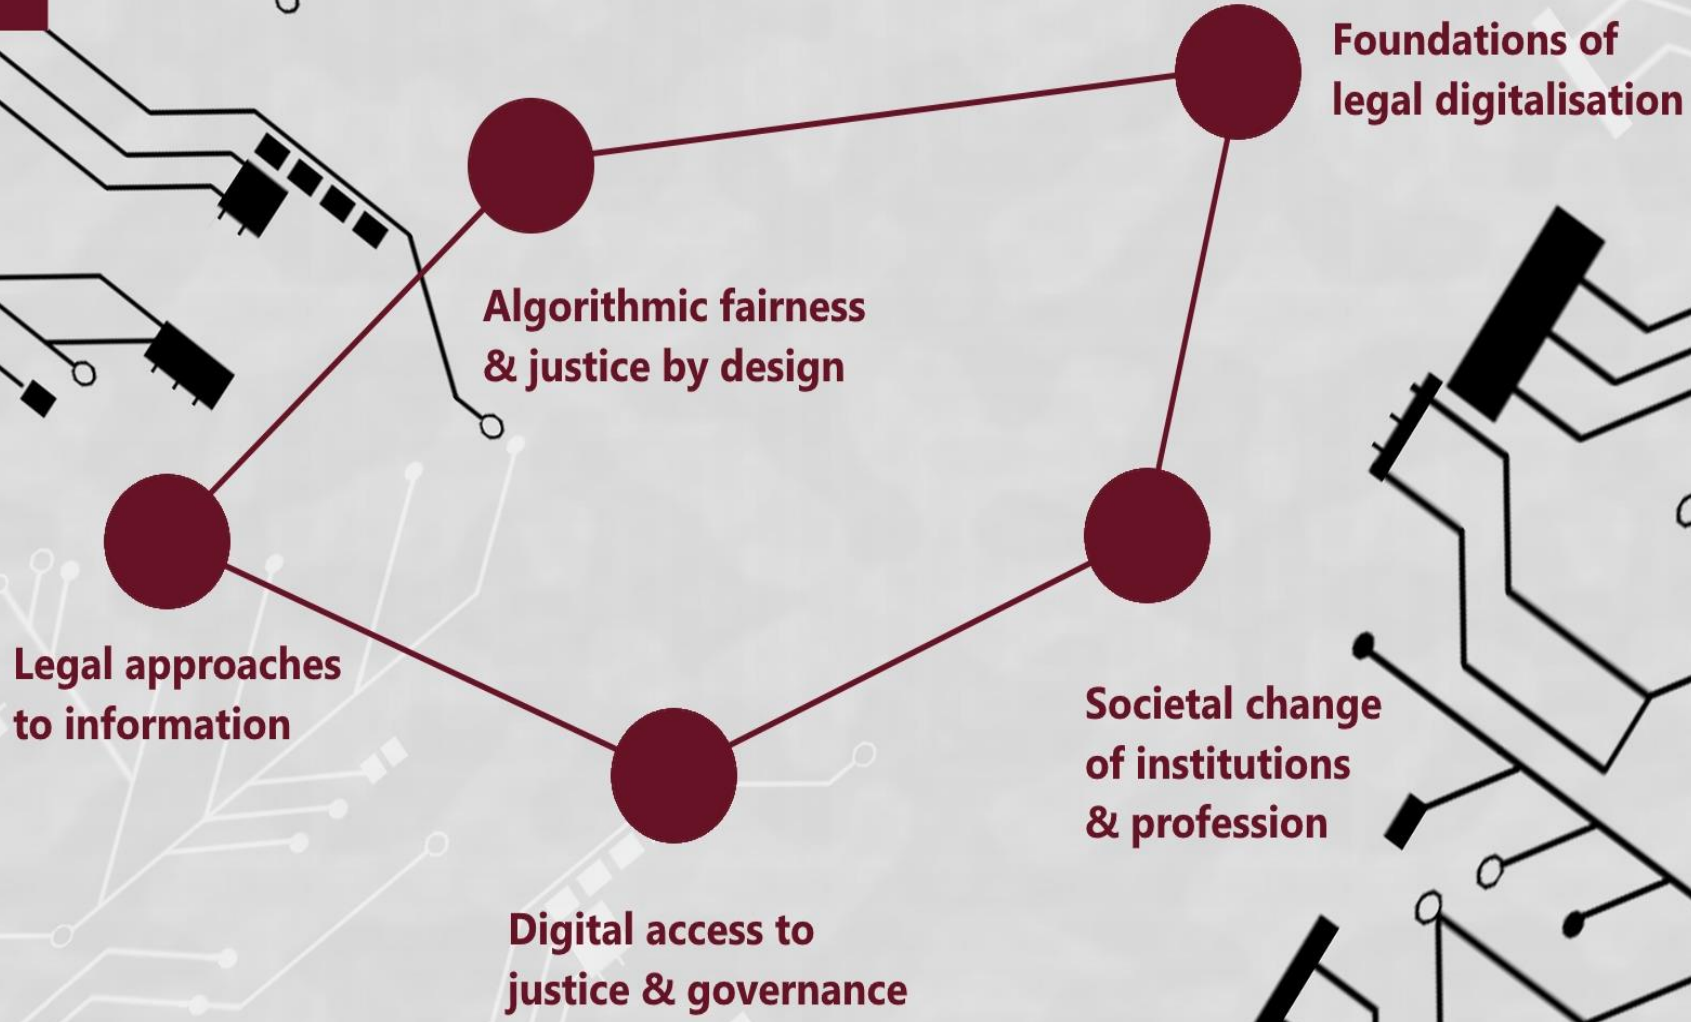 Foundations of
legal digitalisation
Algorithmic fairness
& justice by design
Legal approaches
to information
Societal change
of institutions
& profession
Digital access to
justice & governance